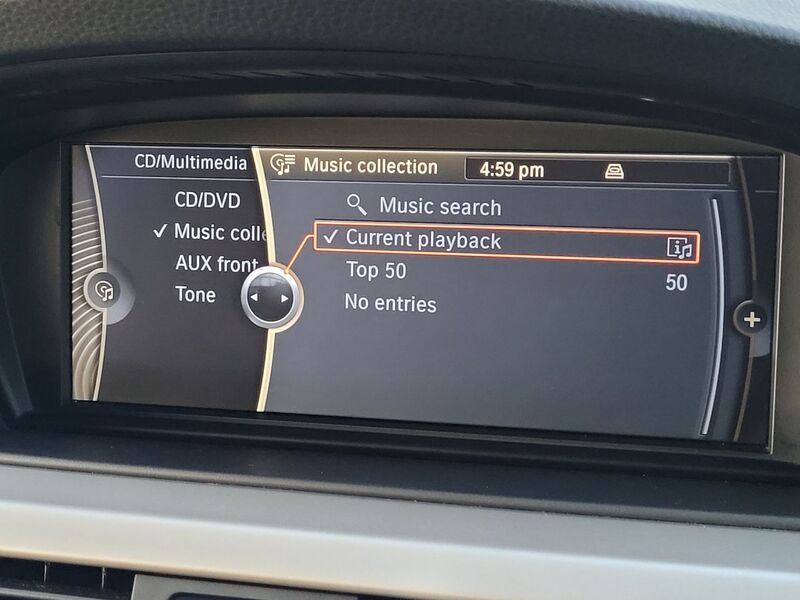 CD/Multimedia
CD/DVD
Music colle
AUX front
Tone
Music collection
4:59 pm
Music search
Current playback
Top 50
50
No entries